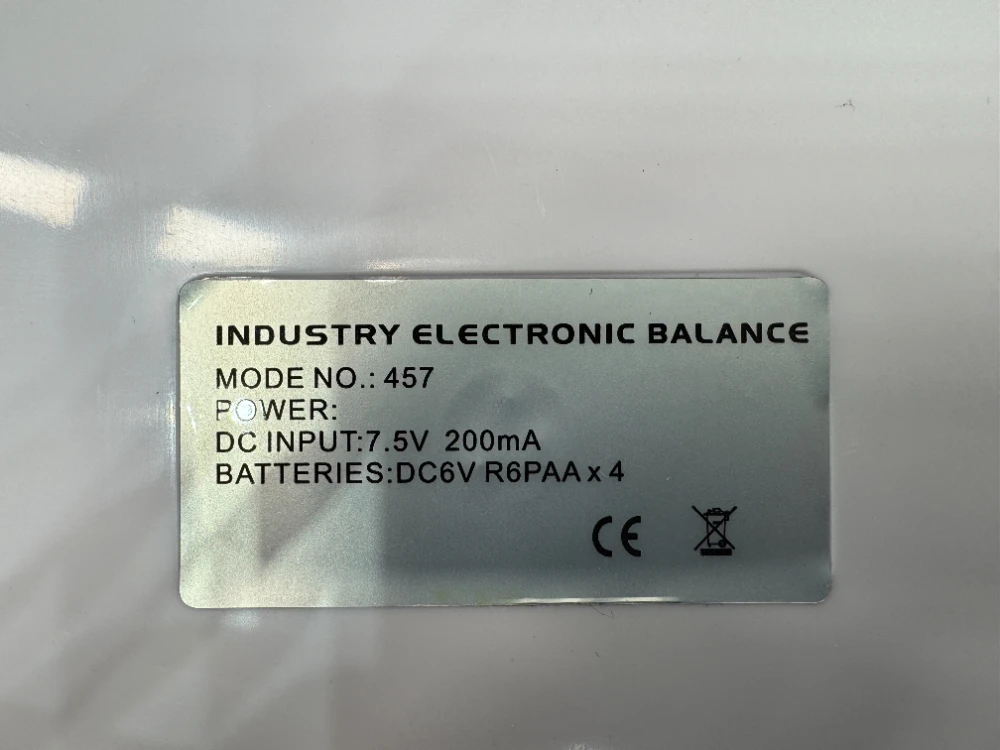 INDUSTRY ELECTRONIC BALANCE
MODE NO.: 457
POWER:
DC INPUT:7.5V 200mA
BATTERIES:DC6V R6PAA x 4
CE